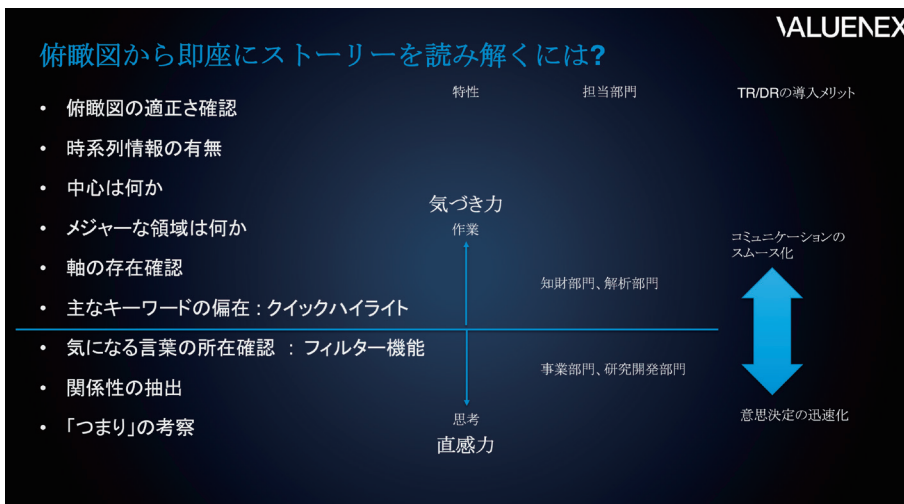 VALUENEX
俯瞰図から即座にストーリーを読み解くには?
特性
担当部門
TR/DRの導入メリット
• 俯瞰図の適正さ確認
• 時系列情報の有無
• 中心は何か
• メジャーな領域は何か
• 軸の存在確認
• 主なキーワードの偏在：クイックハイライト
• 気になる言葉の所在確認 ： フィルター機能
• 関係性の抽出
• 「つまり」の考察
気づき力
作業
思考
直感力
知財部門、解析部門
事業部門、研究開発部門
コミュニケーションの
スムース化
意思決定の迅速化